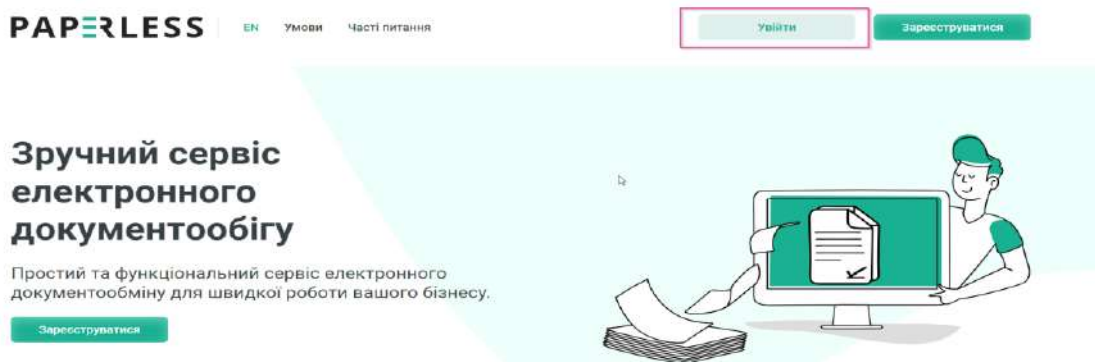 PAPERLESS EN Умови Часті питання Увійти Зареєструватися
Зручний сервіс
електронного
документообігу
Простий та функціональний сервіс електронного
документообміну для швидкої роботи вашого бізнесу.
Зареєструватися